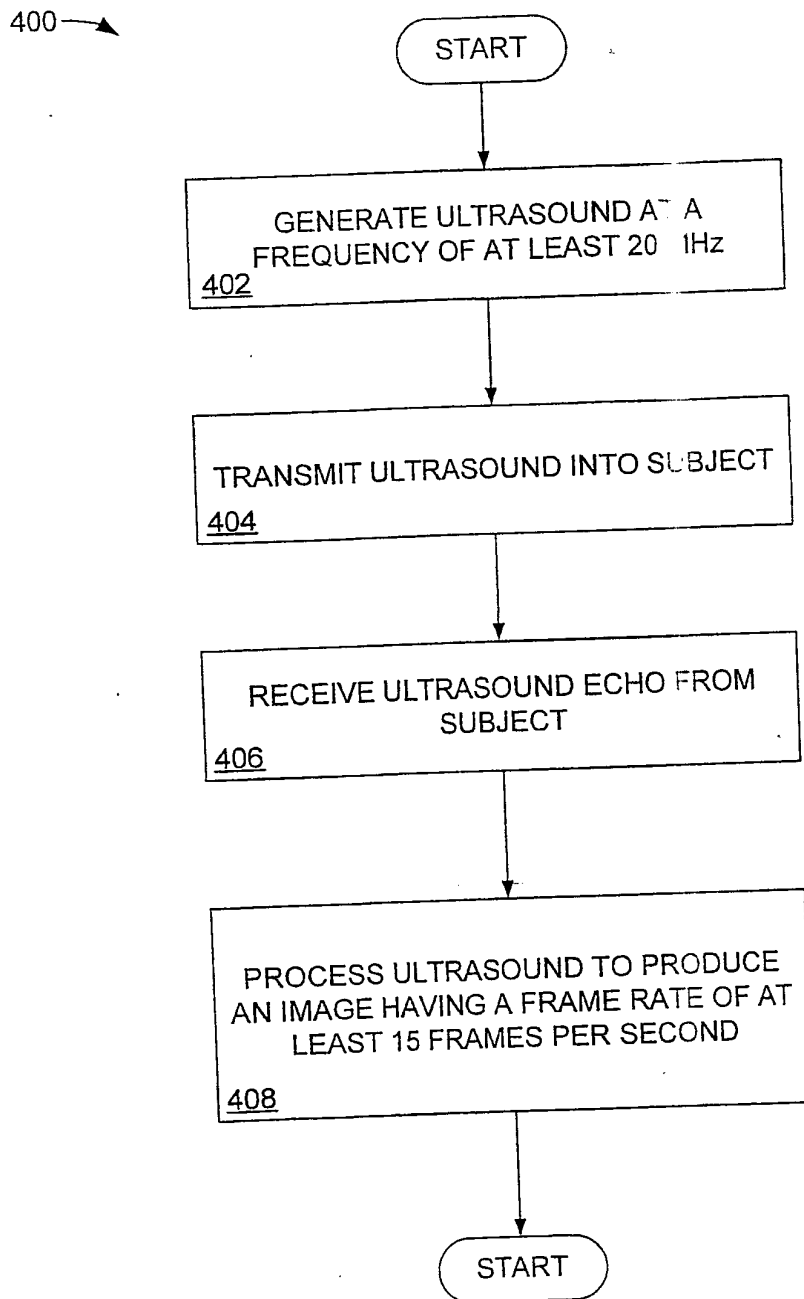 400
START
GENERATE ULTRASOUND AT A
FREQUENCY OF AT LEAST 20
402
TRANSMIT ULTRASOUND INTO SUBJECT
404
RECEIVE ULTRASOUND ECHO FROM
SUBJECT
406
PROCESS ULTRASOUND TO PRODUCE
AN IMAGE HAVING A FRAME RATE OF AT
LEAST 15 FRAMES PER SECOND
408
START